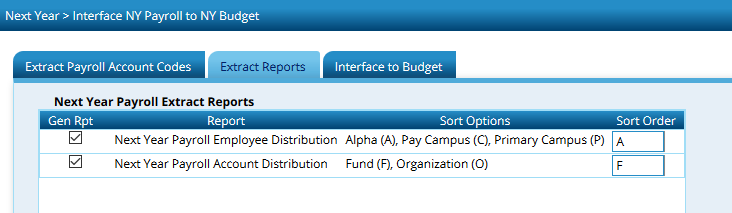 Next Year > Interface NY Payroll to NY Budget
Extract Payroll Account Codes Extract Reports Interface to Budget
Next Year Payroll Extract Reports
Gen Rpt Report Sort Options Sort Order
Next Year Payroll Employee Distribution Alpha (A), Pay Campus (C), Primary Campus (P) A
Next Year Payroll Account Distribution Fund (F), Organization (O) F